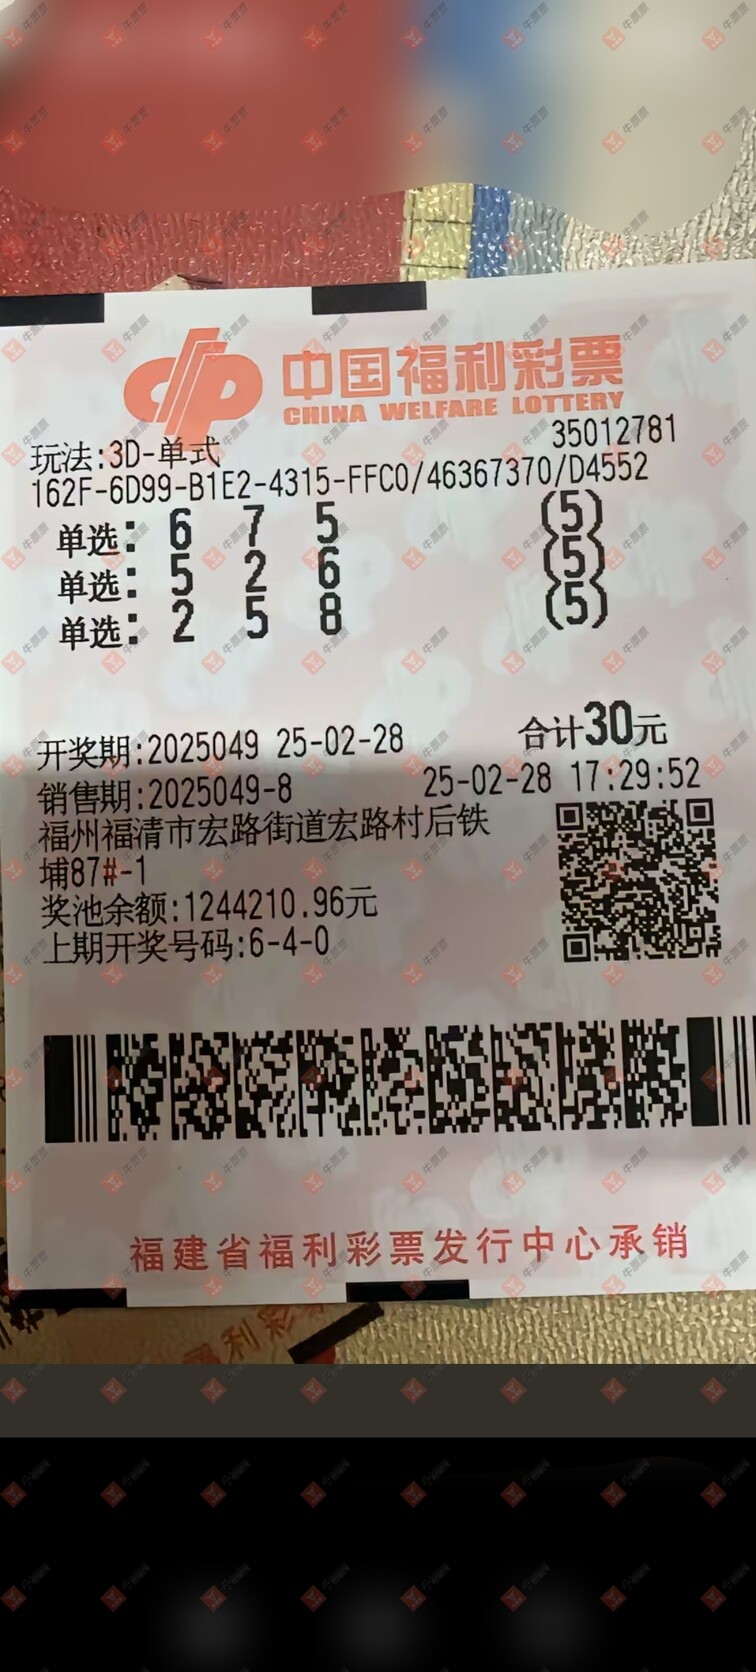 中国福利彩票
CHINA WELFARE LOTTERY
35012781
玩法:3D-单式
162F-6D99-B1E2-4315-FFC0/46367370/D4552
单选: 6 7 5 (5)
单选: 5 2 6 (5)
单选: 2 5 8 (5)
开奖期:2025049 25-02-28 合计30元
销售期:2025049-8 25-02-28 17:29:52
福州福清市宏路街道宏路村后铁
埔87#-1
奖池余额:1244210.96元
上期开奖号码:6-4-0
福建省福利彩票发行中心承销
福利彩